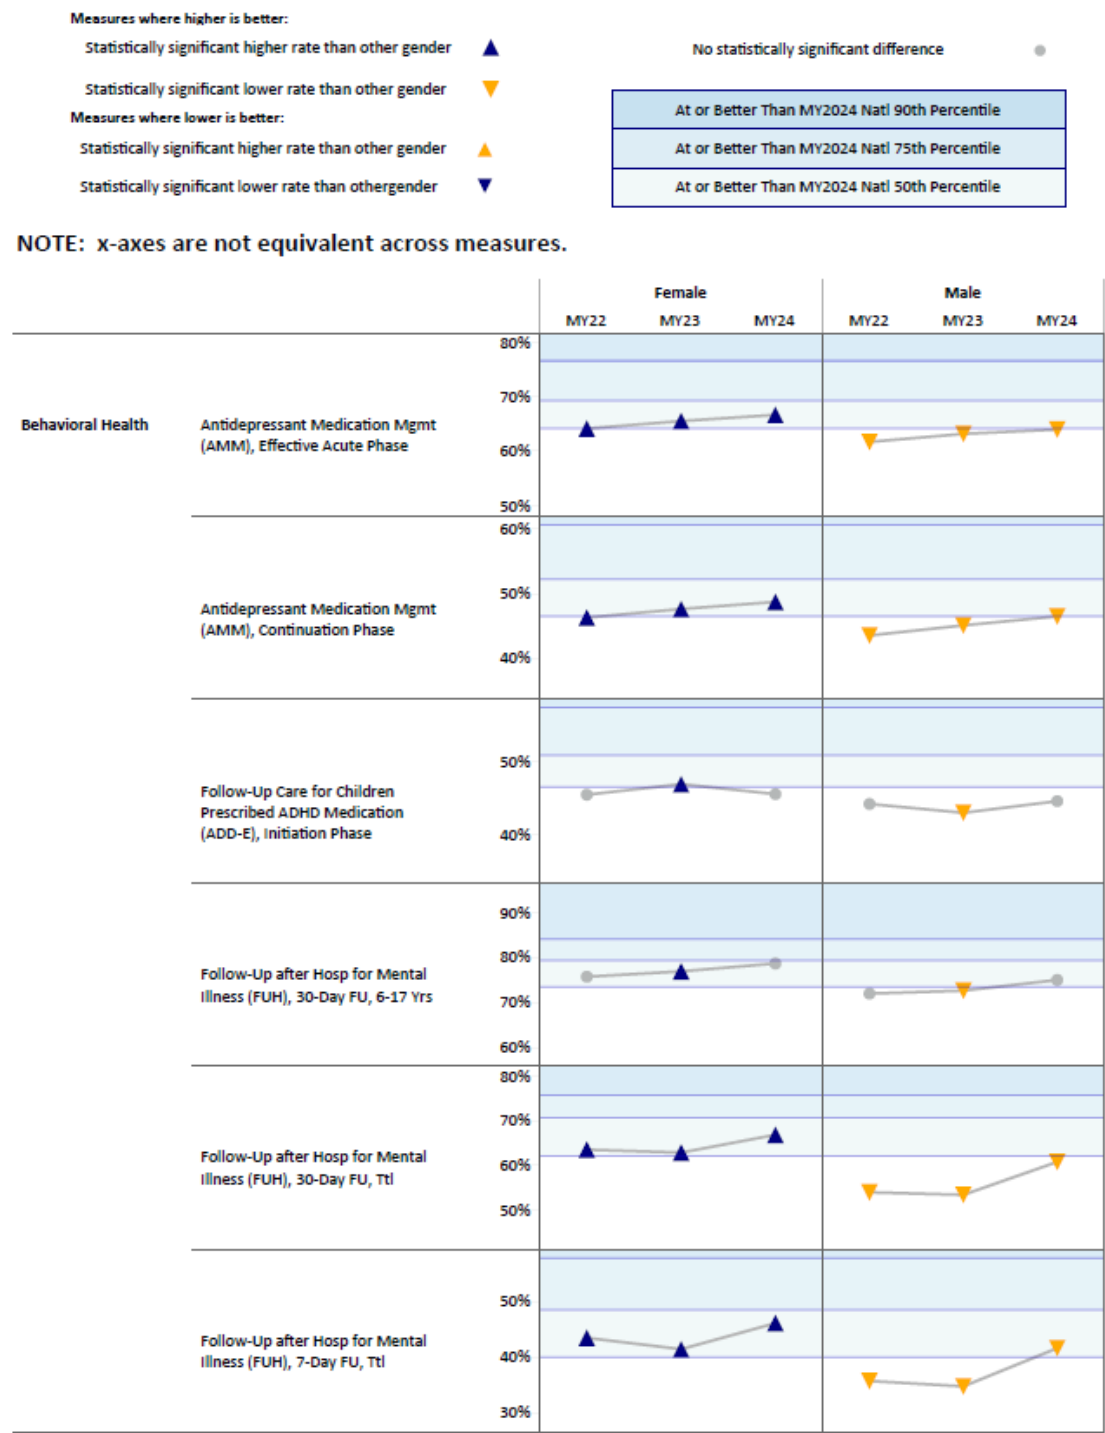 Measures where higher is better:
Statistically significant higher rate than other gender
No statistically significant difference
Statistically significant lower rate than other gender
Measures where lower is better:
At or Better Than MY2024 Natl 90th Percentile
Statistically significant higher rate than other gender
At or Better Than MY2024 Natl 75th Percentile
Statistically significant lower rate than othergender
At or Better Than MY2024 Natl 50th Percentile
NOTE: x-axes are not equivalent across measures.
Female Male
MY22 MY23 MY24 MY22 MY23 MY24
80%
70%
Behavioral Health
Antidepressant Medication Mgmt
(AMM), Effective Acute Phase
60%
50%
60%
50%
Antidepressant Medication Mgmt
(AMM), Continuation Phase
40%
50%
Follow-Up Care for Children
Prescribed ADHD Medication
(ADD-E), Initiation Phase
40%
90%
80%
Follow-Up after Hosp for Mental
Illness (FUH), 30-Day FU, 6-17 Yrs
70%
60%
80%
70%
Follow-Up after Hosp for Mental
Illness (FUH), 30-Day FU, Ttl
60%
50%
50%
Follow-Up after Hosp for Mental
Illness (FUH), 7-Day FU, Ttl
40%
30%